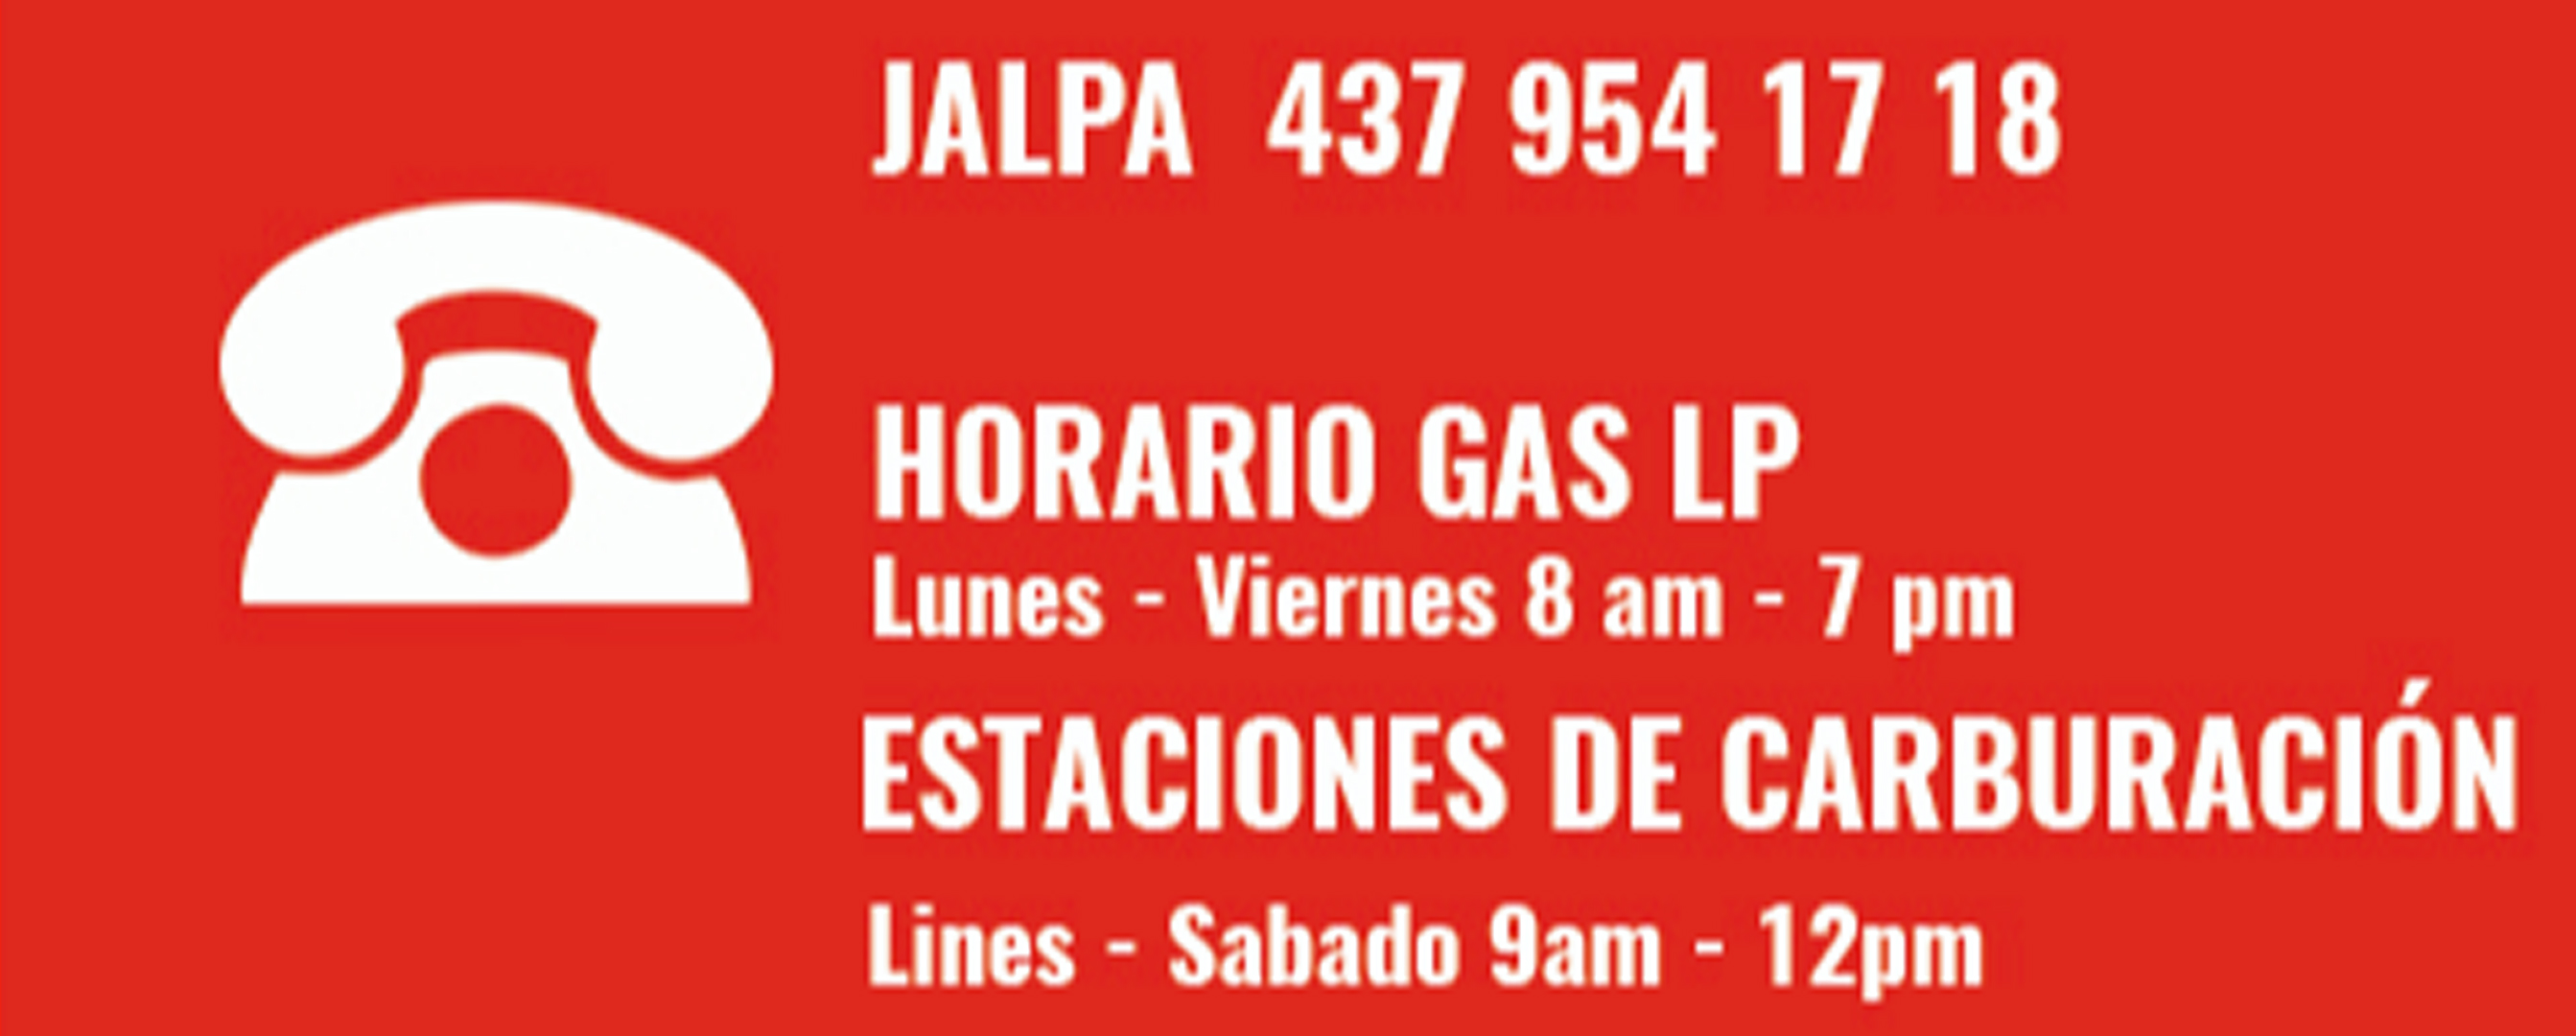 JALPA 437 954 17 18
HORARIO GAS LP
Lunes - Viernes 8 am - 7 pm
ESTACIONES DE CARBURACIÓN
Lines - Sabado 9am - 12pm